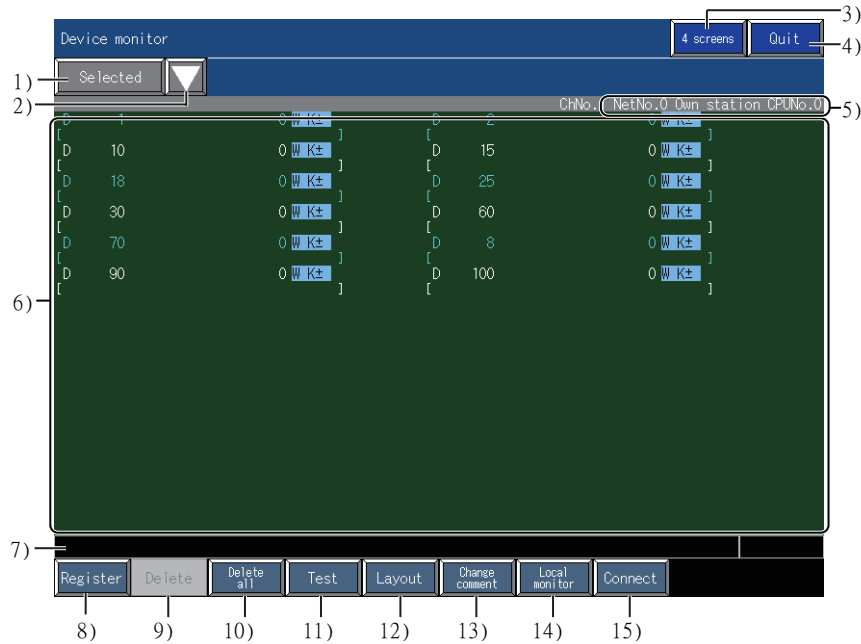 3)
Device monitor 4 screens Quit
4)
1) Selected
2)
ChNo. NetNo.0 Own station CPUNo.0 5)
D 1 0 W K± D 2 0 W K±
[ ] [ ]
D 10 0 W K± D 15 0 W K±
[ ] [ ]
D 18 0 W K± D 25 0 W K±
[ ] [ ]
D 30 0 W K± D 60 0 W K±
[ ] [ ]
D 70 0 W K± D 8 0 W K±
[ ] [ ]
D 90 0 W K± D 100 0 W K±
[ ] [ ]
6)
7)
Register Delete Delete all Test Layout Change comment Local monitor Connect
8) 9) 10) 11) 12) 13) 14) 15)